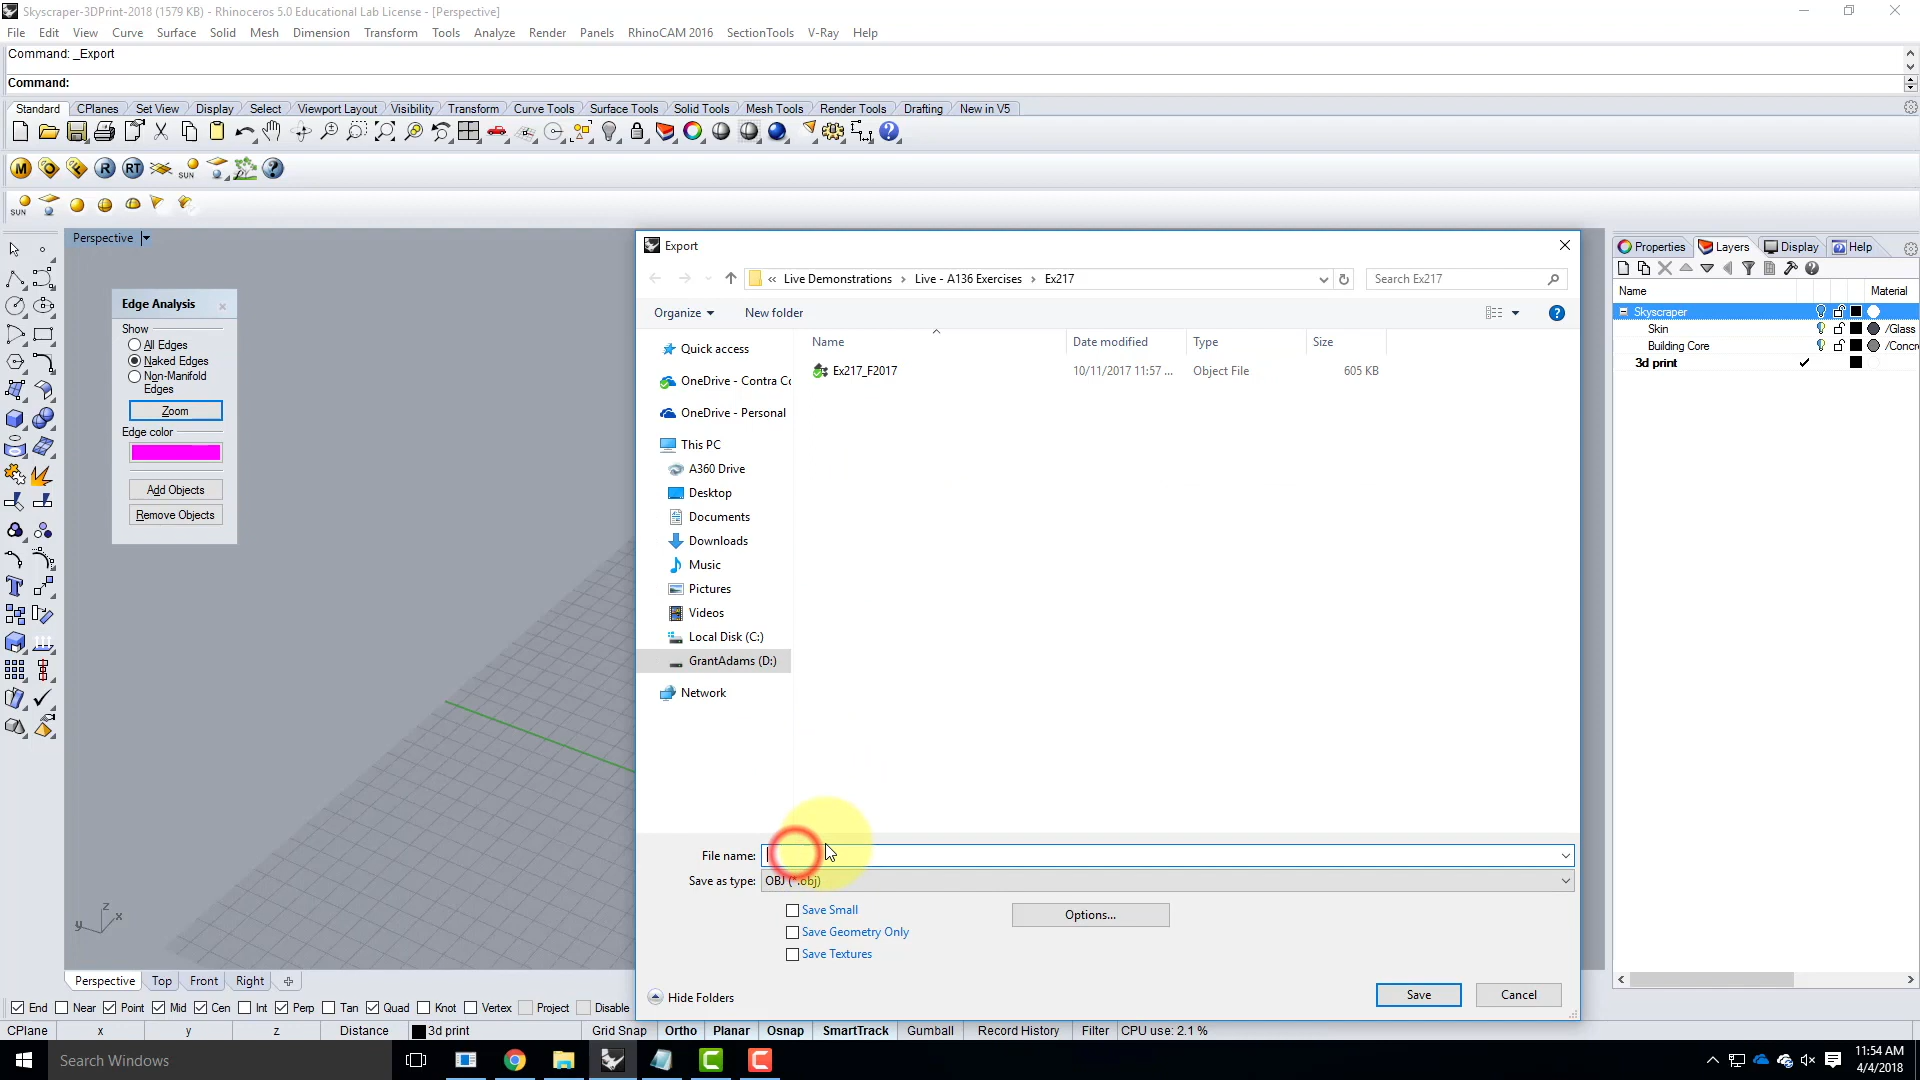 Skyscraper-3DPrint-2018 (1579 KB) - Rhinoceros 5.0 Educational Lab License - [Perspective]
File Edit View Curve Surface Solid Mesh Dimension Transform Tools Analyze Render Panels RhinoCAM 2016 SectionTools V-Ray Help
Command: _Export
Command:
Standard CPlanes Set View Display Select Viewport Layout Visibility Transform Curve Tools Surface Tools Solid Tools Mesh Tools Render Tools Drafting New in V5
M O F R RT SUN
SUN
Perspective
Edge Analysis
Show
All Edges
Naked Edges
Non-Manifold
Edges
Zoom
Edge color
Add Objects
Remove Objects
z
y x
Export
« Live Demonstrations › Live - A136 Exercises › Ex217
Search Ex217
Organize New folder
Name Date modified Type Size
Ex217_F2017 10/11/2017 11:57 ... Object File 605 KB
Quick access
OneDrive - Contra Co
OneDrive - Personal
This PC
A360 Drive
Desktop
Documents
Downloads
Music
Pictures
Videos
Local Disk (C:)
GrantAdams (D:)
Network
File name:
Save as type: OBJ (*.obj)
Save Small
Save Geometry Only
Save Textures
Options...
Hide Folders
Save Cancel
Properties Layers Display Help
Name Material
Skyscraper
Skin /Glass
Building Core /Concr
3d print
Perspective Top Front Right
End Near Point Mid Cen Int Perp Tan Quad Knot Vertex Project Disable
CPlane x y z Distance 3d print Grid Snap Ortho Planar Osnap SmartTrack Gumball Record History Filter CPU use: 2.1 %
Search Windows
11:54 AM
4/4/2018